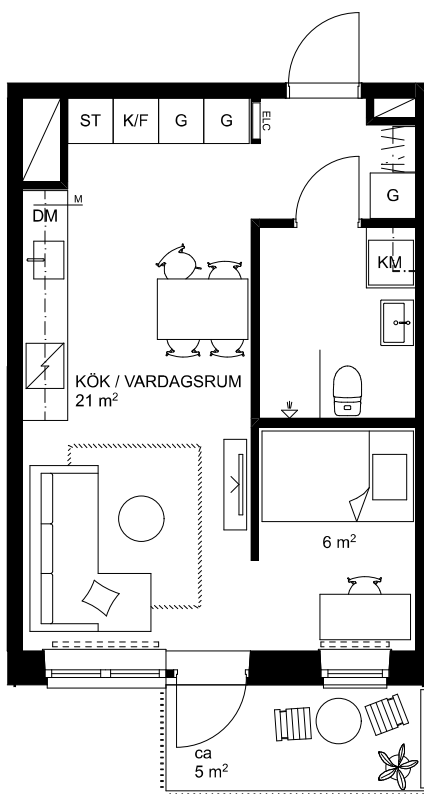 ST K/F G G ELC
G
M
DM
KM
KÖK / VARDAGSRUM
21 m²
6 m²
ca
5 m²